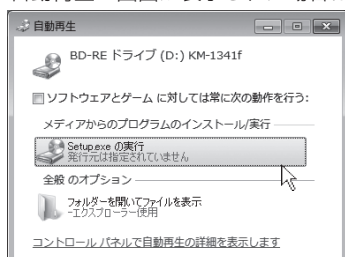 自動再生
BD-RE ドライブ (D:) KM-1341f
ソフトウェアとゲーム に対しては常に次の動作を行う:
メディアからのプログラムのインストール/実行
Setup.exe の実行
発行元は指定されていません
全般 のオプション
フォルダーを開いてファイルを表示
-エクスプローラー使用
コントロール パネルで自動再生の詳細を表示します